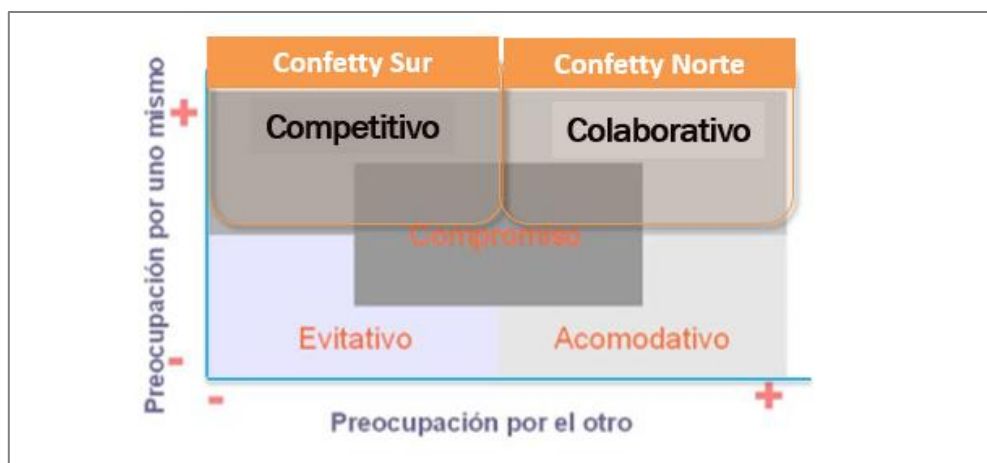 Confetty Sur
Confetty Norte
Preocupación por uno mismo
+
Competitivo
Colaborativo
Compromiso
Evitativo
Acomodativo
-
-
+
Preocupación por el otro